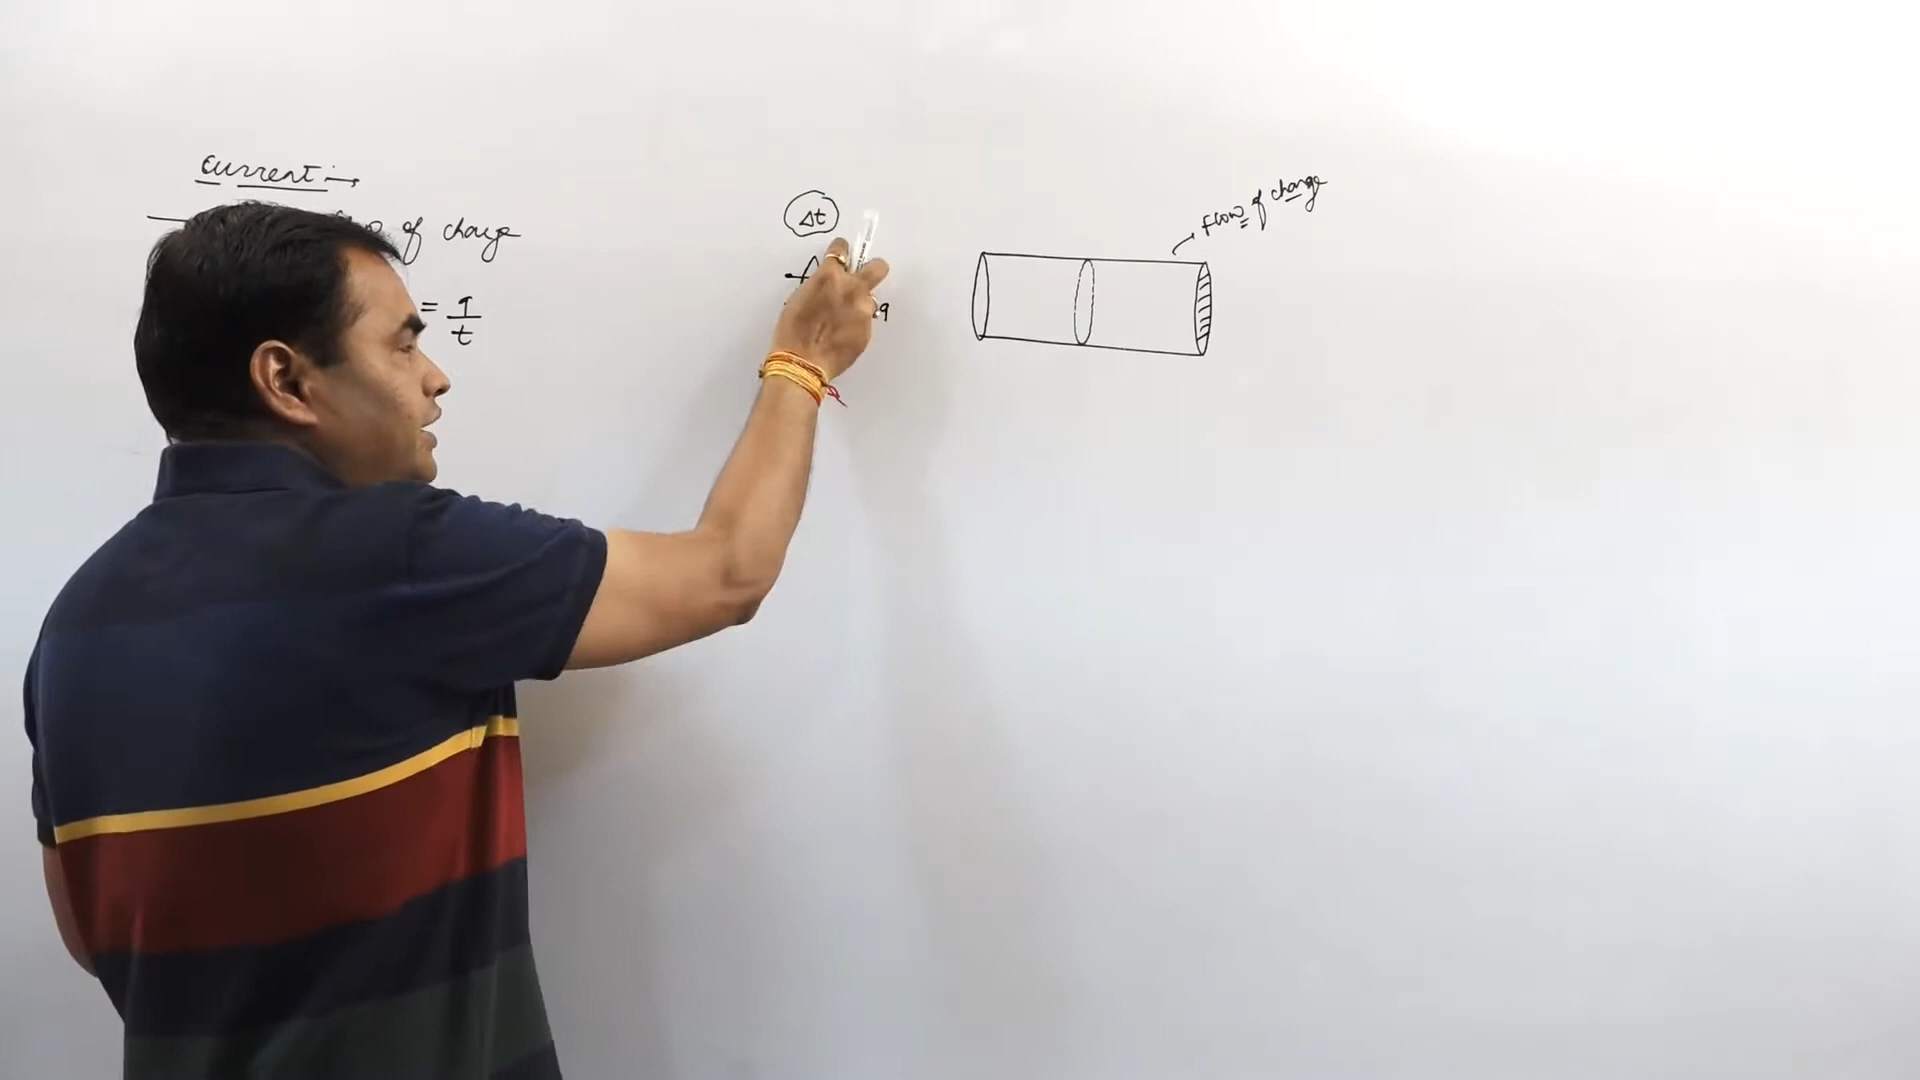 current :→
of charge
= q/t
Δt
q
flow of charge